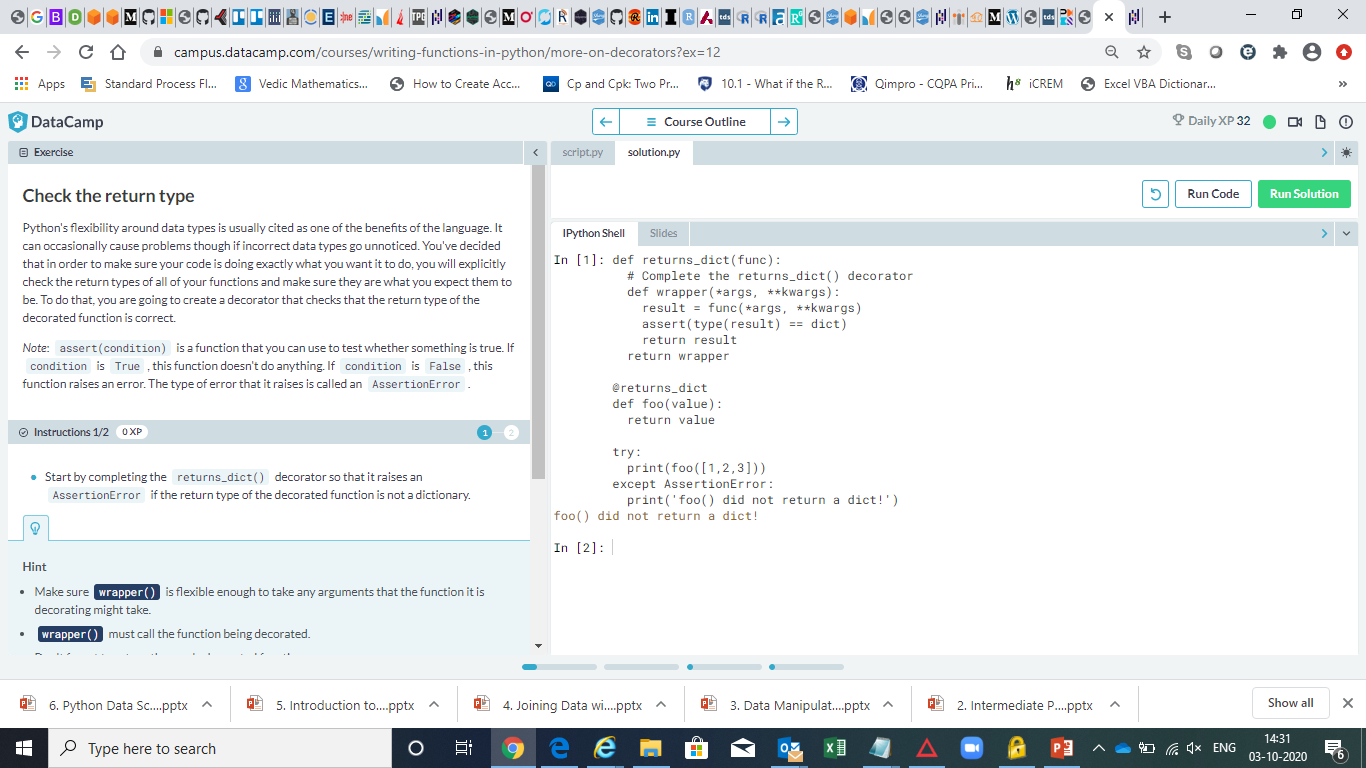 campus.datacamp.com/courses/writing-functions-in-python/more-on-decorators?ex=12
Apps
Standard Process Fl...
Vedic Mathematics...
How to Create Acc...
Cp and Cpk: Two Pr...
10.1 - What if the R...
Qimpro - CQPA Pri...
iCREM
Excel VBA Dictionar...
»
DataCamp
Course Outline
Daily XP 32
Exercise
script.py
solution.py
Check the return type
Python's flexibility around data types is usually cited as one of the benefits of the language. It
can occasionally cause problems though if incorrect data types go unnoticed. You've decided
that in order to make sure your code is doing exactly what you want it to do, you will explicitly
check the return types of all of your functions and make sure they are what you expect them to
be. To do that, you are going to create a decorator that checks that the return type of the
decorated function is correct.
Note: assert(condition) is a function that you can use to test whether something is true. If
condition is True , this function doesn't do anything. If condition is False , this
function raises an error. The type of error that it raises is called an AssertionError .
Instructions 1/2 0 XP
1 2
Start by completing the returns_dict() decorator so that it raises an
AssertionError if the return type of the decorated function is not a dictionary.
Hint
• Make sure wrapper() is flexible enough to take any arguments that the function it is
decorating might take.
• wrapper() must call the function being decorated.
Run Code
Run Solution
IPython Shell
Slides
In [1]: def returns_dict(func):
# Complete the returns_dict() decorator
def wrapper(*args, **kwargs):
result = func(*args, **kwargs)
assert(type(result) == dict)
return result
return wrapper
@returns_dict
def foo(value):
return value
try:
print(foo([1,2,3]))
except AssertionError:
print('foo() did not return a dict!')
foo() did not return a dict!
In [2]:
6. Python Data Sc....pptx
5. Introduction to....pptx
4. Joining Data wi....pptx
3. Data Manipulat....pptx
2. Intermediate P....pptx
Show all
Type here to search
ENG
14:31
03-10-2020
6